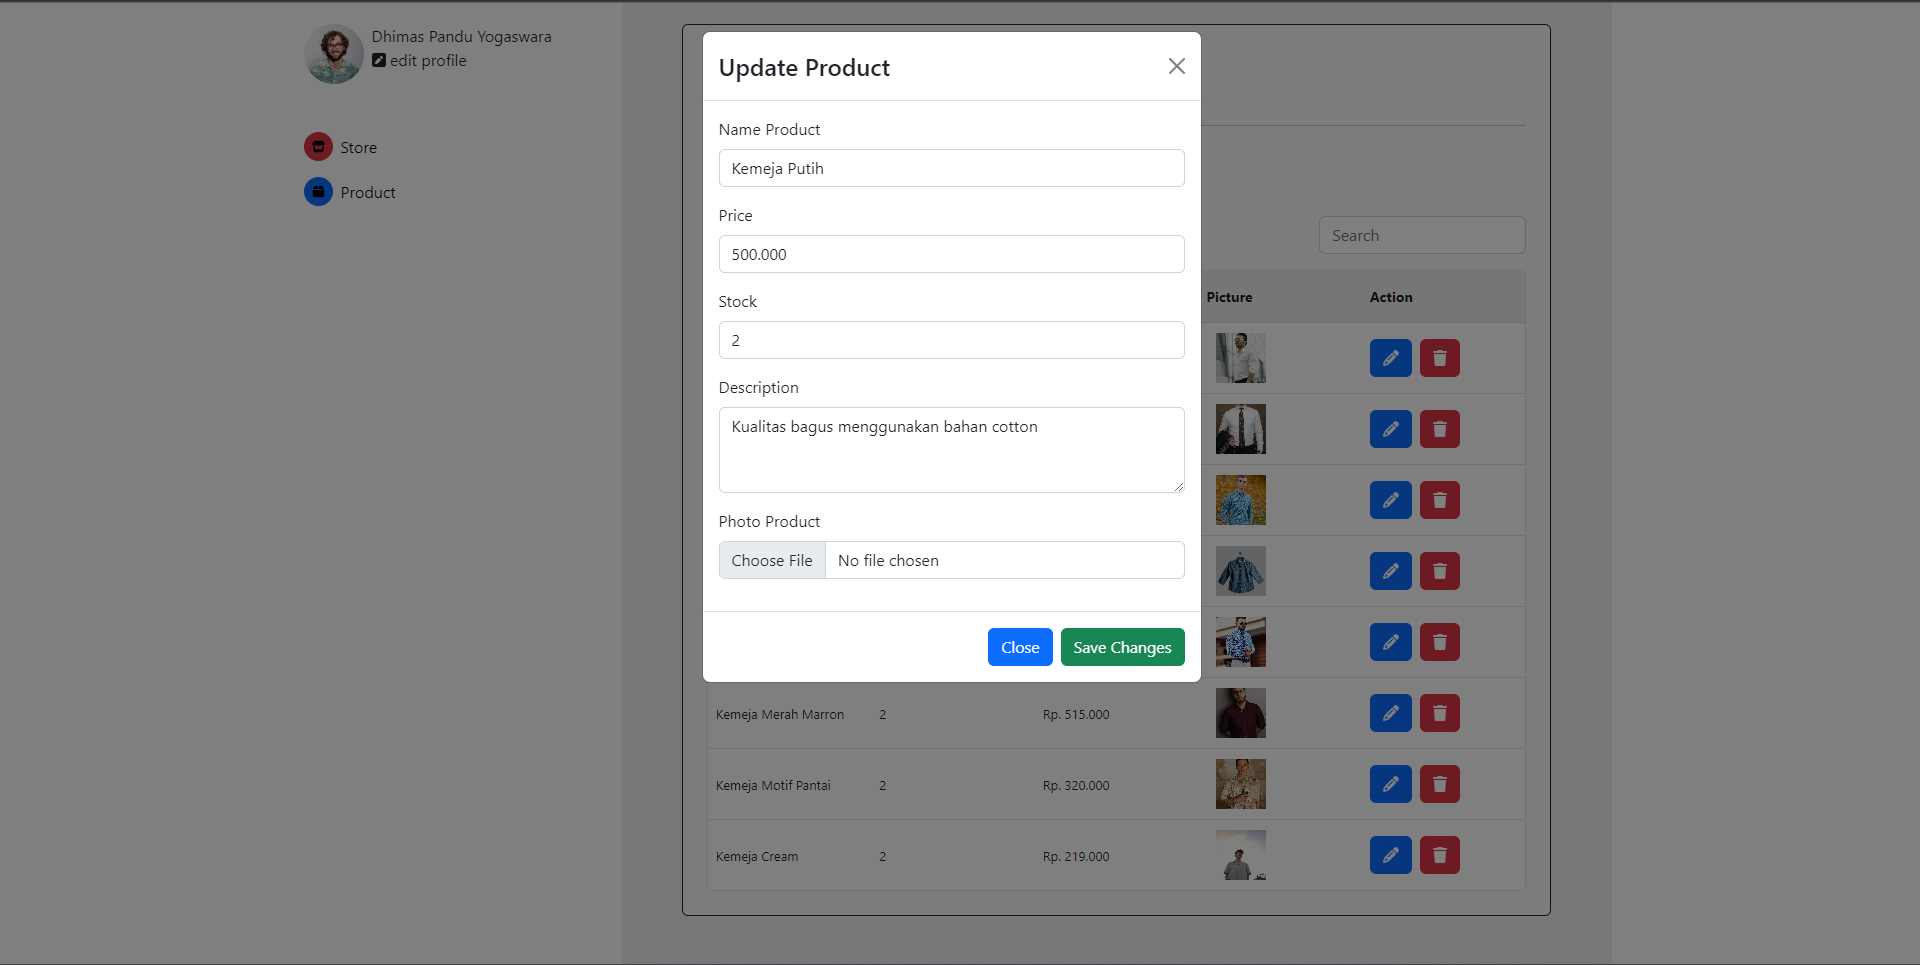 Dhimas Pandu Yogaswara
edit profile
Store
Product
Update Product
Name Product
Kemeja Putih
Price
500.000
Stock
2
Description
Kualitas bagus menggunakan bahan cotton
Photo Product
Choose File No file chosen
Close Save Changes
Search
Picture Action
Kemeja Merah Marron 2 Rp. 515.000
Kemeja Motif Pantai 2 Rp. 320.000
Kemeja Cream 2 Rp. 219.000